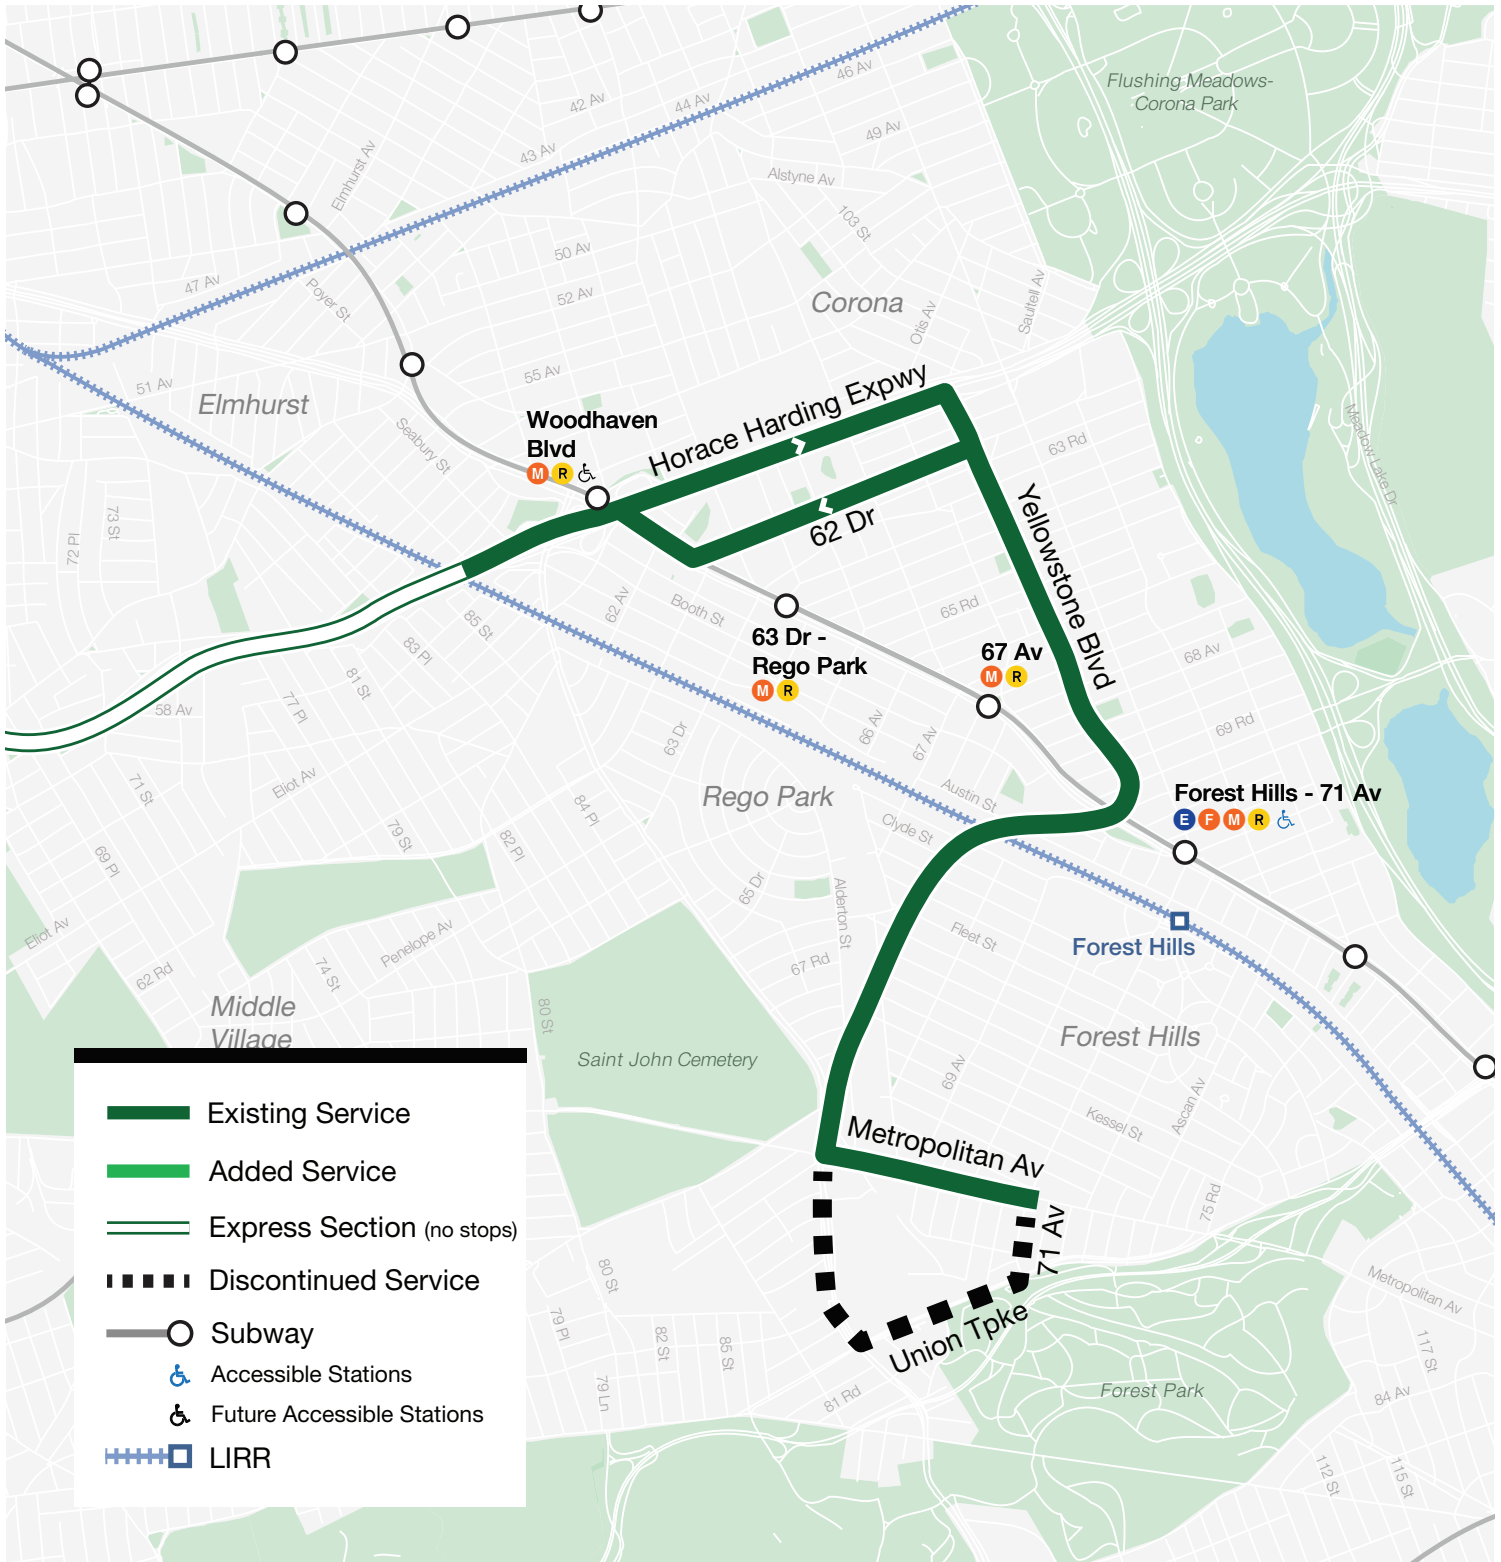 Flushing Meadows-
Corona Park
46 Av
42 Av
44 Av
49 Av
43 Av
Elmhurst Av
Alstyne Av
103 St
50 Av
47 Av
Poyer St
52 Av
Corona
Otis Av
Saultell Av
55 Av
51 Av
Elmhurst
Seabury St
Woodhaven
Blvd
M R
Horace Harding Expwy
63 Rd
Meadow Lake Dr
73 St
72 Pl
62 Dr
Yellowstone Blvd
62 Av
Booth St
65 Rd
85 St
83 Pl
63 Dr -
Rego Park
M R
67 Av
M R
68 Av
81 St
77 Pl
58 Av
63 Dr
66 Av
67 Av
69 Rd
71 St
Eliot Av
Rego Park
Austin St
Forest Hills - 71 Av
E F M R
84 Pl
Clyde St
79 St
82 Pl
69 Pl
65 Dr
Alderton St
Eliot Av
Penelope Av
Fleet St
Forest Hills
62 Rd
74 St
67 Rd
Middle
Village
80 St
Forest Hills
Saint John Cemetery
69 Av
Ascan Av
Kessel St
Metropolitan Av
75 Rd
71 Av
Union Tpke
80 St
79 Pl
82 St
85 St
79 Ln
81 Rd
Metropolitan Av
117 St
Forest Park
84 Av
112 St
115 St
Existing Service
Added Service
Express Section (no stops)
Discontinued Service
Subway
Accessible Stations
Future Accessible Stations
LIRR